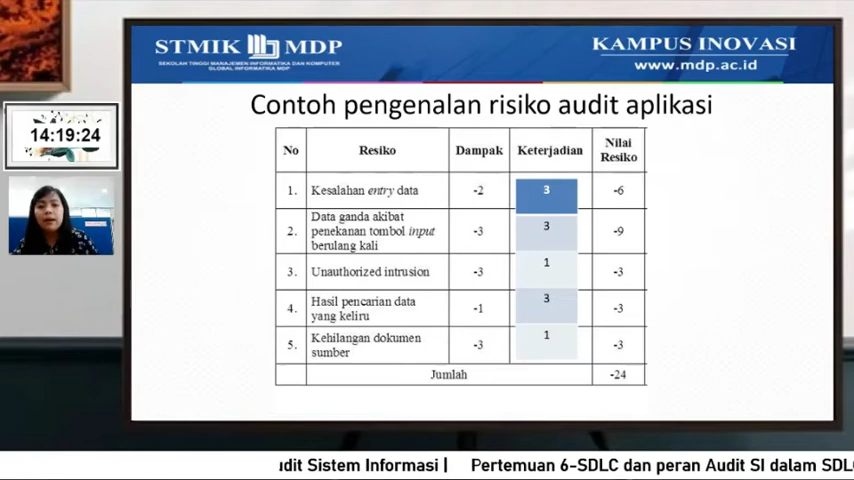 STMIK MDP
SEKOLAH TINGGI MANAJEMEN INFORMATIKA DAN KOMPUTER
GLOBAL INFORMATIKA MDP
KAMPUS INOVASI
www.mdp.ac.id
Contoh pengenalan risiko audit aplikasi
14:19:24
No Resiko Dampak Keterjadian Nilai Risiko
1. Kesalahan entry data -2 3 -6
2. Data ganda akibat penekanan tombol input berulang kali -3 3 -9
3. Unauthorized intrusion -3 1 -3
4. Hasil pencarian data yang keliru -1 3 -3
5. Kehilangan dokumen sumber -3 1 -3
Jumlah -24
udit Sistem Informasi | Pertemuan 6-SDLC dan peran Audit SI dalam SDLC